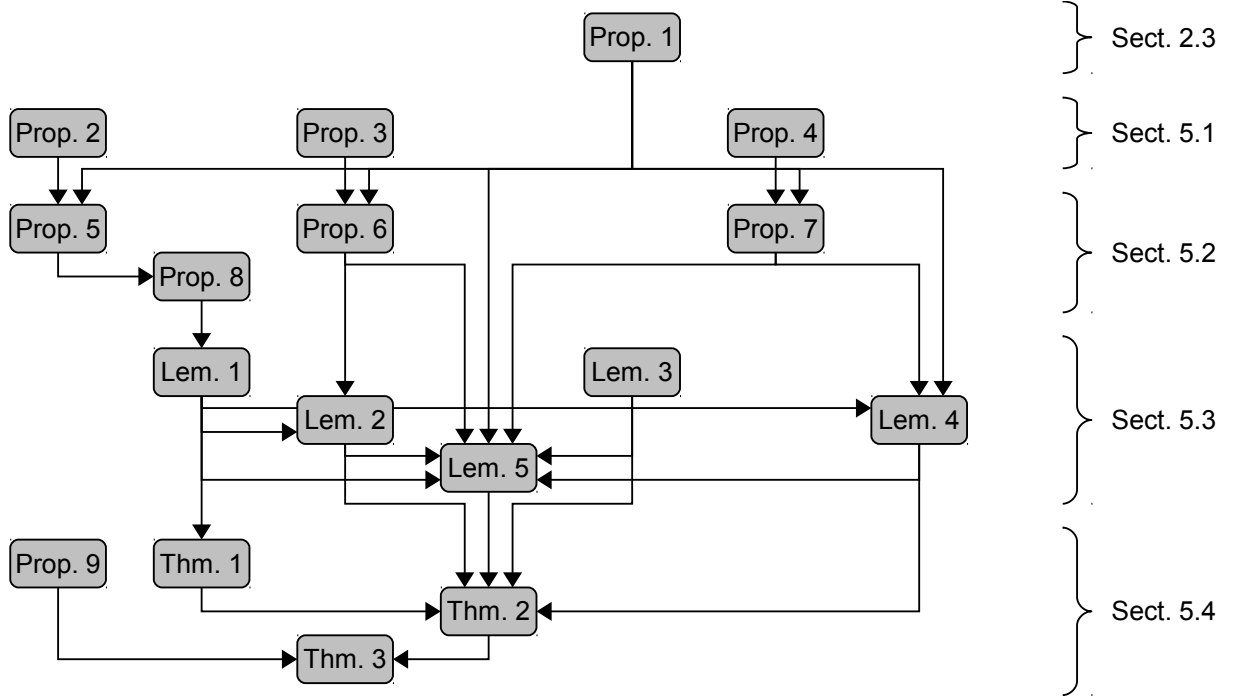 Prop. 1
Sect. 2.3
Prop. 2
Prop. 3
Prop. 4
Sect. 5.1
Prop. 5
Prop. 6
Prop. 7
Sect. 5.2
Prop. 8
Lem. 1
Lem. 3
Lem. 2
Lem. 4
Sect. 5.3
Lem. 5
Prop. 9
Thm. 1
Thm. 2
Sect. 5.4
Thm. 3